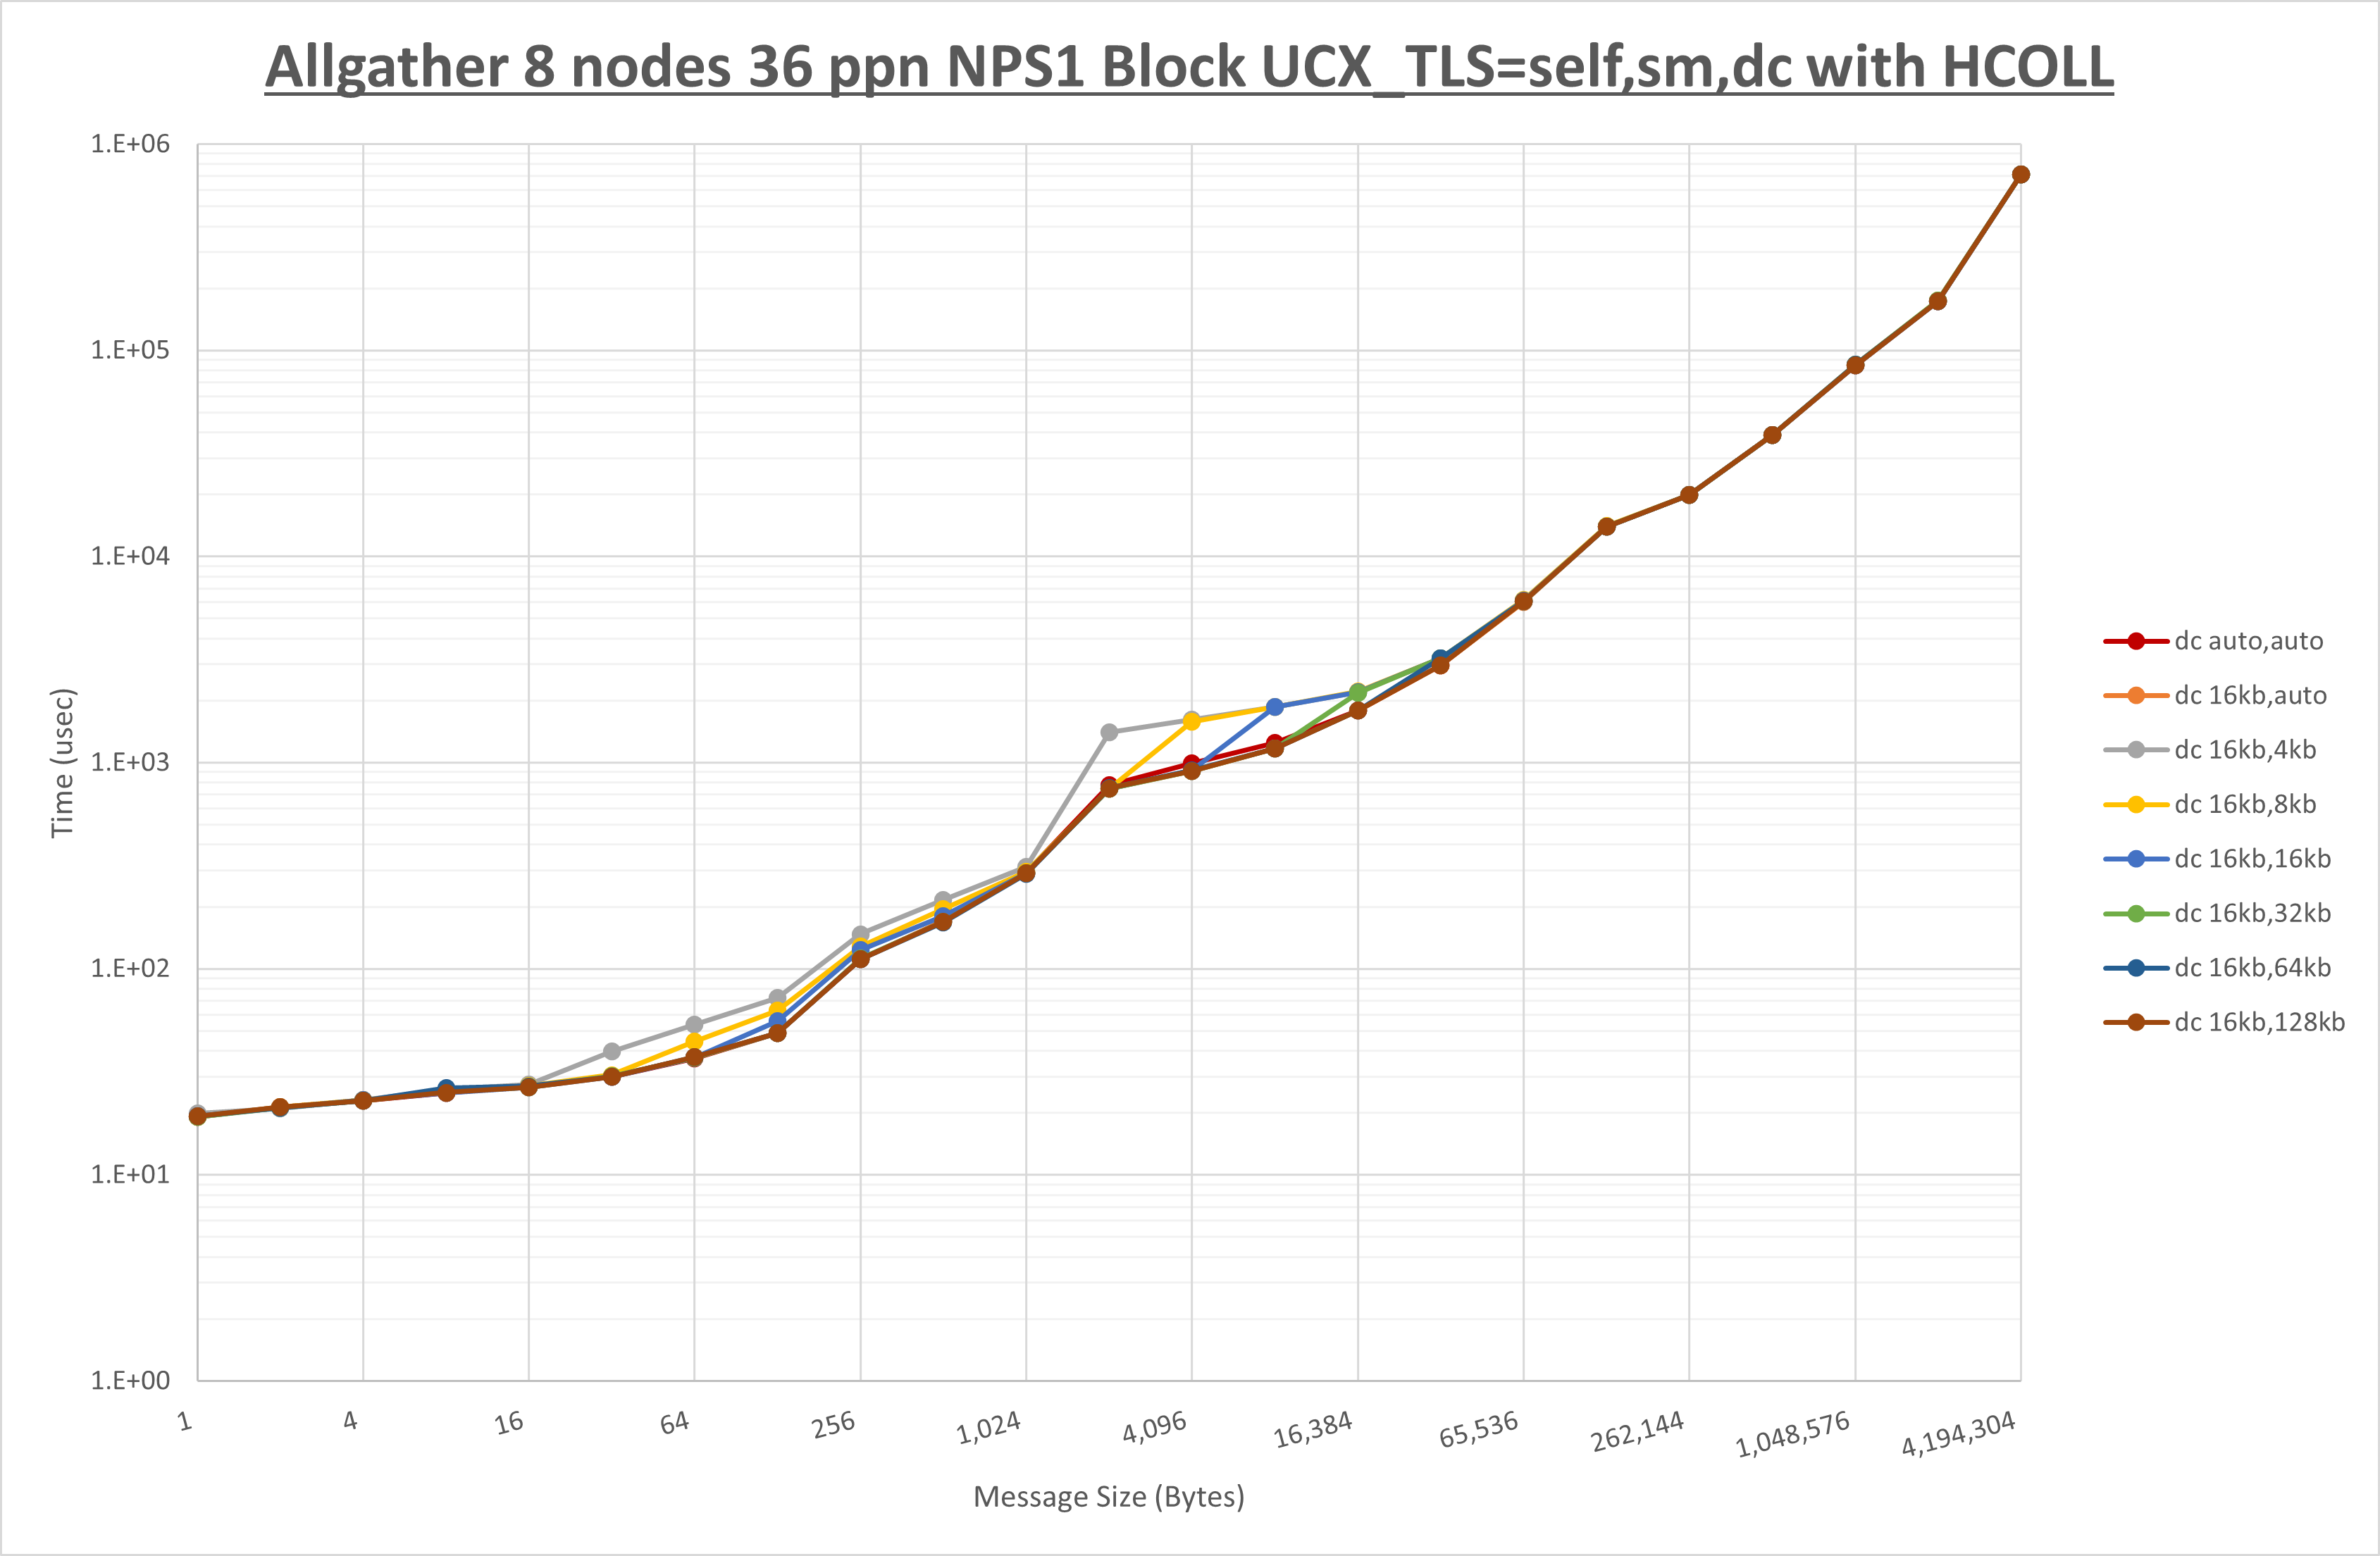 Allgather 8 nodes 36 ppn NPS1 Block UCX_TLS=self,sm,dc with HCOLL
1.E+06
1.E+05
1.E+04
1.E+03
1.E+02
1.E+01
1.E+00
Time (usec)
1 4 16 64 256 1,024 4,096 16,384 65,536 262,144 1,048,576 4,194,304
Message Size (Bytes)
dc auto,auto
dc 16kb,auto
dc 16kb,4kb
dc 16kb,8kb
dc 16kb,16kb
dc 16kb,32kb
dc 16kb,64kb
dc 16kb,128kb